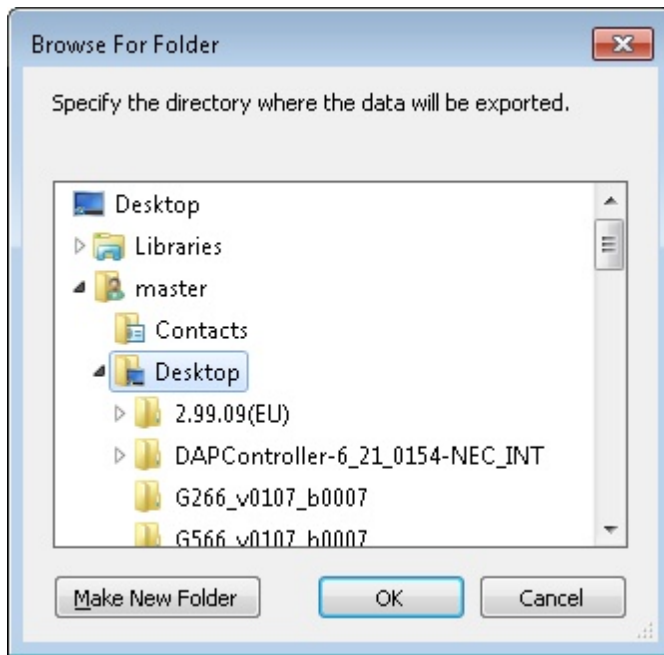 Browse For Folder
Specify the directory where the data will be exported.
Desktop
Libraries
master
Contacts
Desktop
2.99.09(EU)
DAPController-6_21_0154-NEC_INT
G266_v0107_b0007
G566_v0107_b0007
Make New Folder
OK
Cancel